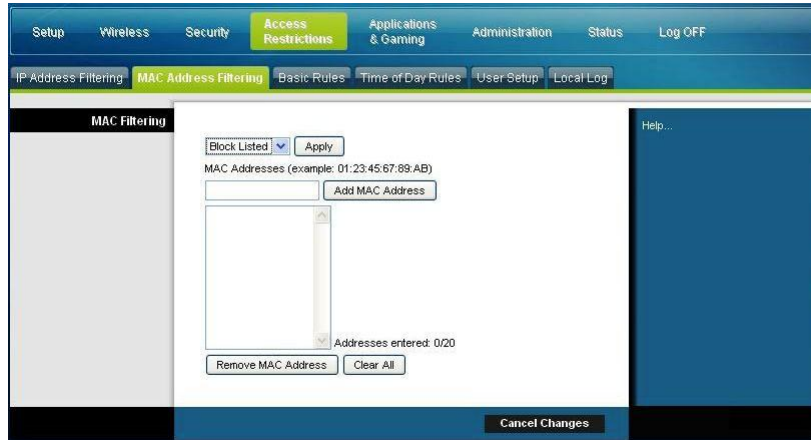 Setup Wireless Security Access Restrictions Applications & Gaming Administration Status Log OFF
IP Address Filtering MAC Address Filtering Basic Rules Time of Day Rules User Setup Local Log
MAC Filtering
Help...
Block Listed Apply
MAC Addresses (example: 01:23:45:67:89:AB)
Add MAC Address
Addresses entered: 0/20
Remove MAC Address Clear All
Cancel Changes